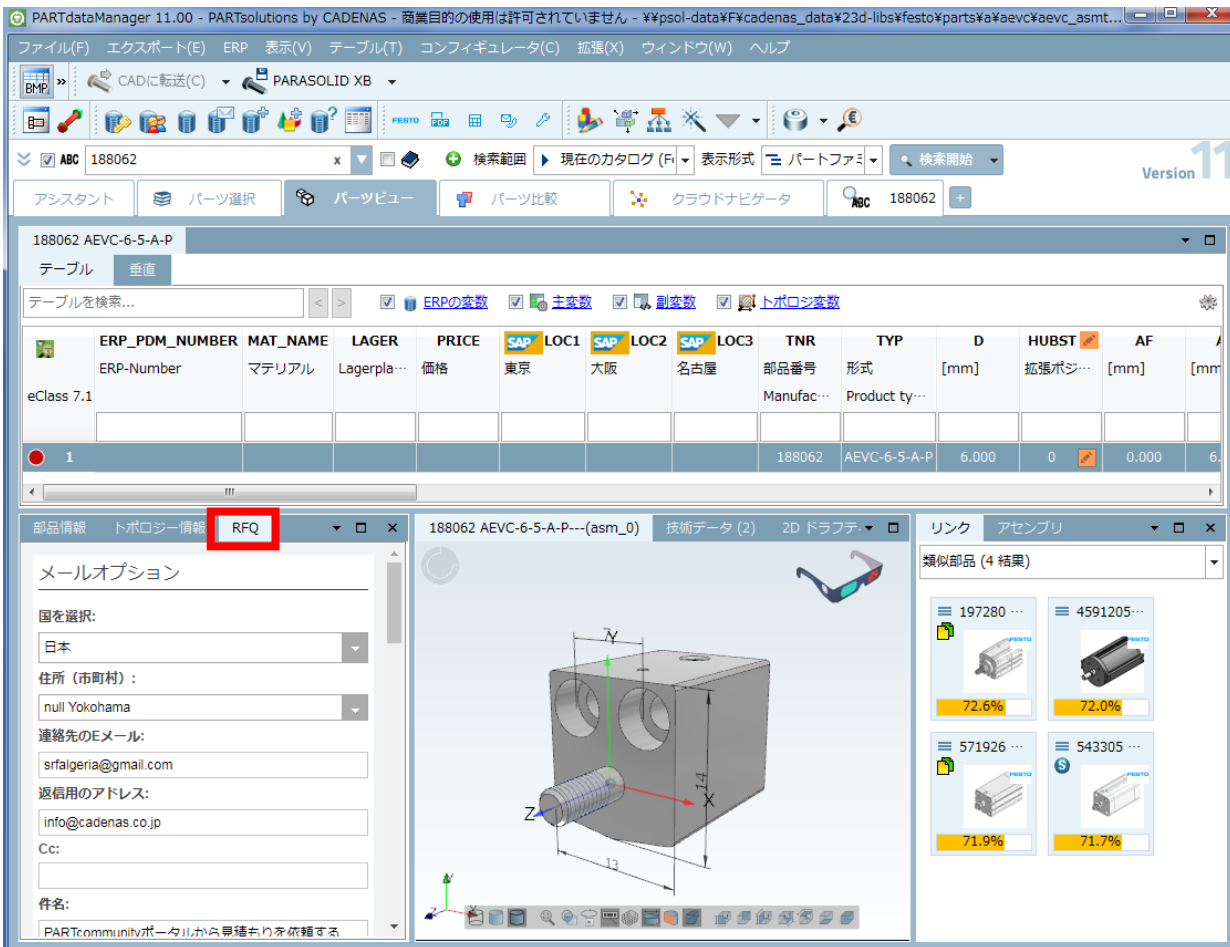 PARTdataManager 11.00 - PARTsolutions by CADENAS - 商業目的の使用は許可されていません - ¥¥psol-data¥F¥cadenas_data¥23d-libs¥festo¥parts¥a¥aevc¥aevc_asmt...
ファイル(F) エクスポート(E) ERP 表示(V) テーブル(T) コンフィギュレータ(C) 拡張(X) ウィンドウ(W) ヘルプ
BMP » CADに転送(C) PARASOLID XB
FESTO PDF
ABC 188062 x 検索範囲 現在のカタログ (F 表示形式 パートファミ 検索開始
Version 11
アシスタント パーツ選択 パーツビュー パーツ比較 クラウドナビゲータ ABC 188062 +
188062 AEVC-6-5-A-P
テーブル 垂直
テーブルを検索... < > ERPの変数 主変数 副変数 トポロジ変数
ERP_PDM_NUMBER MAT_NAME LAGER PRICE SAP LOC1 SAP LOC2 SAP LOC3 TNR TYP D HUBST AF
ERP-Number マテリアル Lagerpla… 価格 東京 大阪 名古屋 部品番号 形式 [mm] 拡張ポジ… [mm] [mm
eClass 7.1 Manufac… Product ty…
1 188062 AEVC-6-5-A-P 6.000 0 0.000 6.
部品情報 トポロジー情報 RFQ x
メールオプション
国を選択:
日本
住所（市町村）:
null Yokohama
連絡先のEメール:
srfalgeria@gmail.com
返信用のアドレス:
info@cadenas.co.jp
Cc:
件名:
PARTcommunityポータルから見積もりを依頼する
188062 AEVC-6-5-A-P---(asm_0) 技術データ (2) 2D ドラフテ
7 Y
14
X
Z
13
リンク アセンブリ x
類似部品 (4 結果)
197280 … 4591205…
FESTO FESTO
72.6% 72.0%
571926 … 543305 …
S
FESTO FESTO
71.9% 71.7%